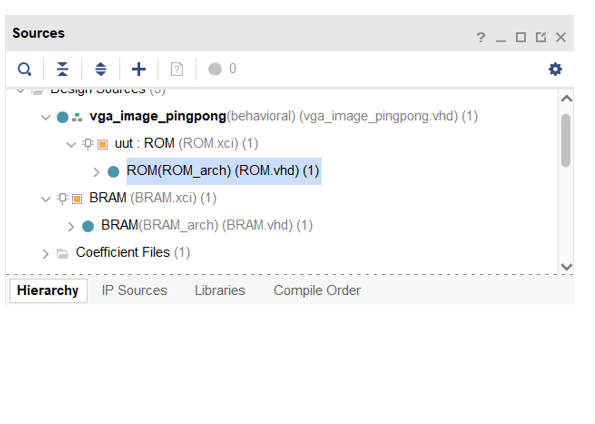 Sources
? _
0
Design Sources (3)
vga_image_pingpong(behavioral) (vga_image_pingpong.vhd) (1)
uut : ROM (ROM.xci) (1)
ROM(ROM_arch) (ROM.vhd) (1)
BRAM (BRAM.xci) (1)
BRAM(BRAM_arch) (BRAM.vhd) (1)
Coefficient Files (1)
Hierarchy IP Sources Libraries Compile Order